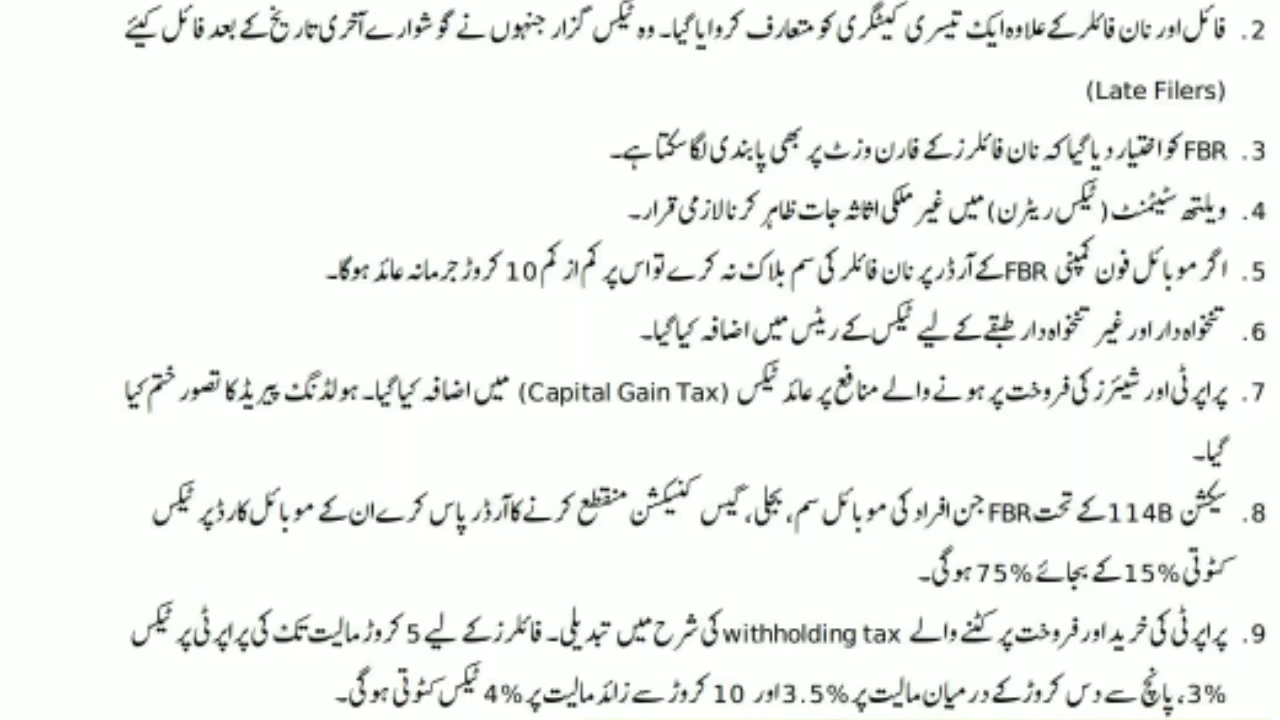 2. فائل اور نان فائلر کے علاوہ ایک تیسری کیٹگری کو متعارف کروایا گیا۔ وہ ٹیکس گزار جنہوں نے گوشوارے آخری تاریخ کے بعد فائل کیئے
(Late Filers)
3. FBR کو اختیار دیا گیا کہ نان فائلرز کے فارن وزٹ پر بھی پابندی لگا سکتا ہے۔
4. ویلتھ سٹیٹمنٹ (ٹیکس ریٹرن) میں غیر ملکی اثاثہ جات ظاہر کرنا لازمی قرار۔
5. اگر موبائل فون کمپنی FBR کے آرڈر پر نان فائلر کی سم بلاک نہ کرے تو اس پر کم از کم 10 کروڑ جرمانہ عائد ہوگا۔
6. تنخواہ دار اور غیر تنخواہ دار طبقے کے لیے ٹیکس کے ریٹس میں اضافہ کیا گیا۔
7. پراپرٹی اور شیئرز کی فروخت پر ہونے والے منافع پر عائد ٹیکس (Capital Gain Tax) میں اضافہ کیا گیا۔ ہولڈنگ پیریڈ کا تصور ختم کیا
گیا۔
8. سیکشن 114B کے تحت FBR جن افراد کی موبائل سم، بجلی، گیس کنیکشن منقطع کرنے کا آرڈر پاس کرے ان کے موبائل کارڈ پر ٹیکس
کٹوتی 15% کے بجائے 75% ہوگی۔
9. پراپرٹی کی خرید اور فروخت پر کٹنے والے withholding tax کی شرح میں تبدیلی۔ فائلرز کے لیے 5 کروڑ مالیت تک کی پراپرٹی پر ٹیکس
3%، پانچ سے دس کروڑ کے درمیان مالیت پر 3.5% اور 10 کروڑ سے زائد مالیت پر 4% ٹیکس کٹوتی ہوگی۔